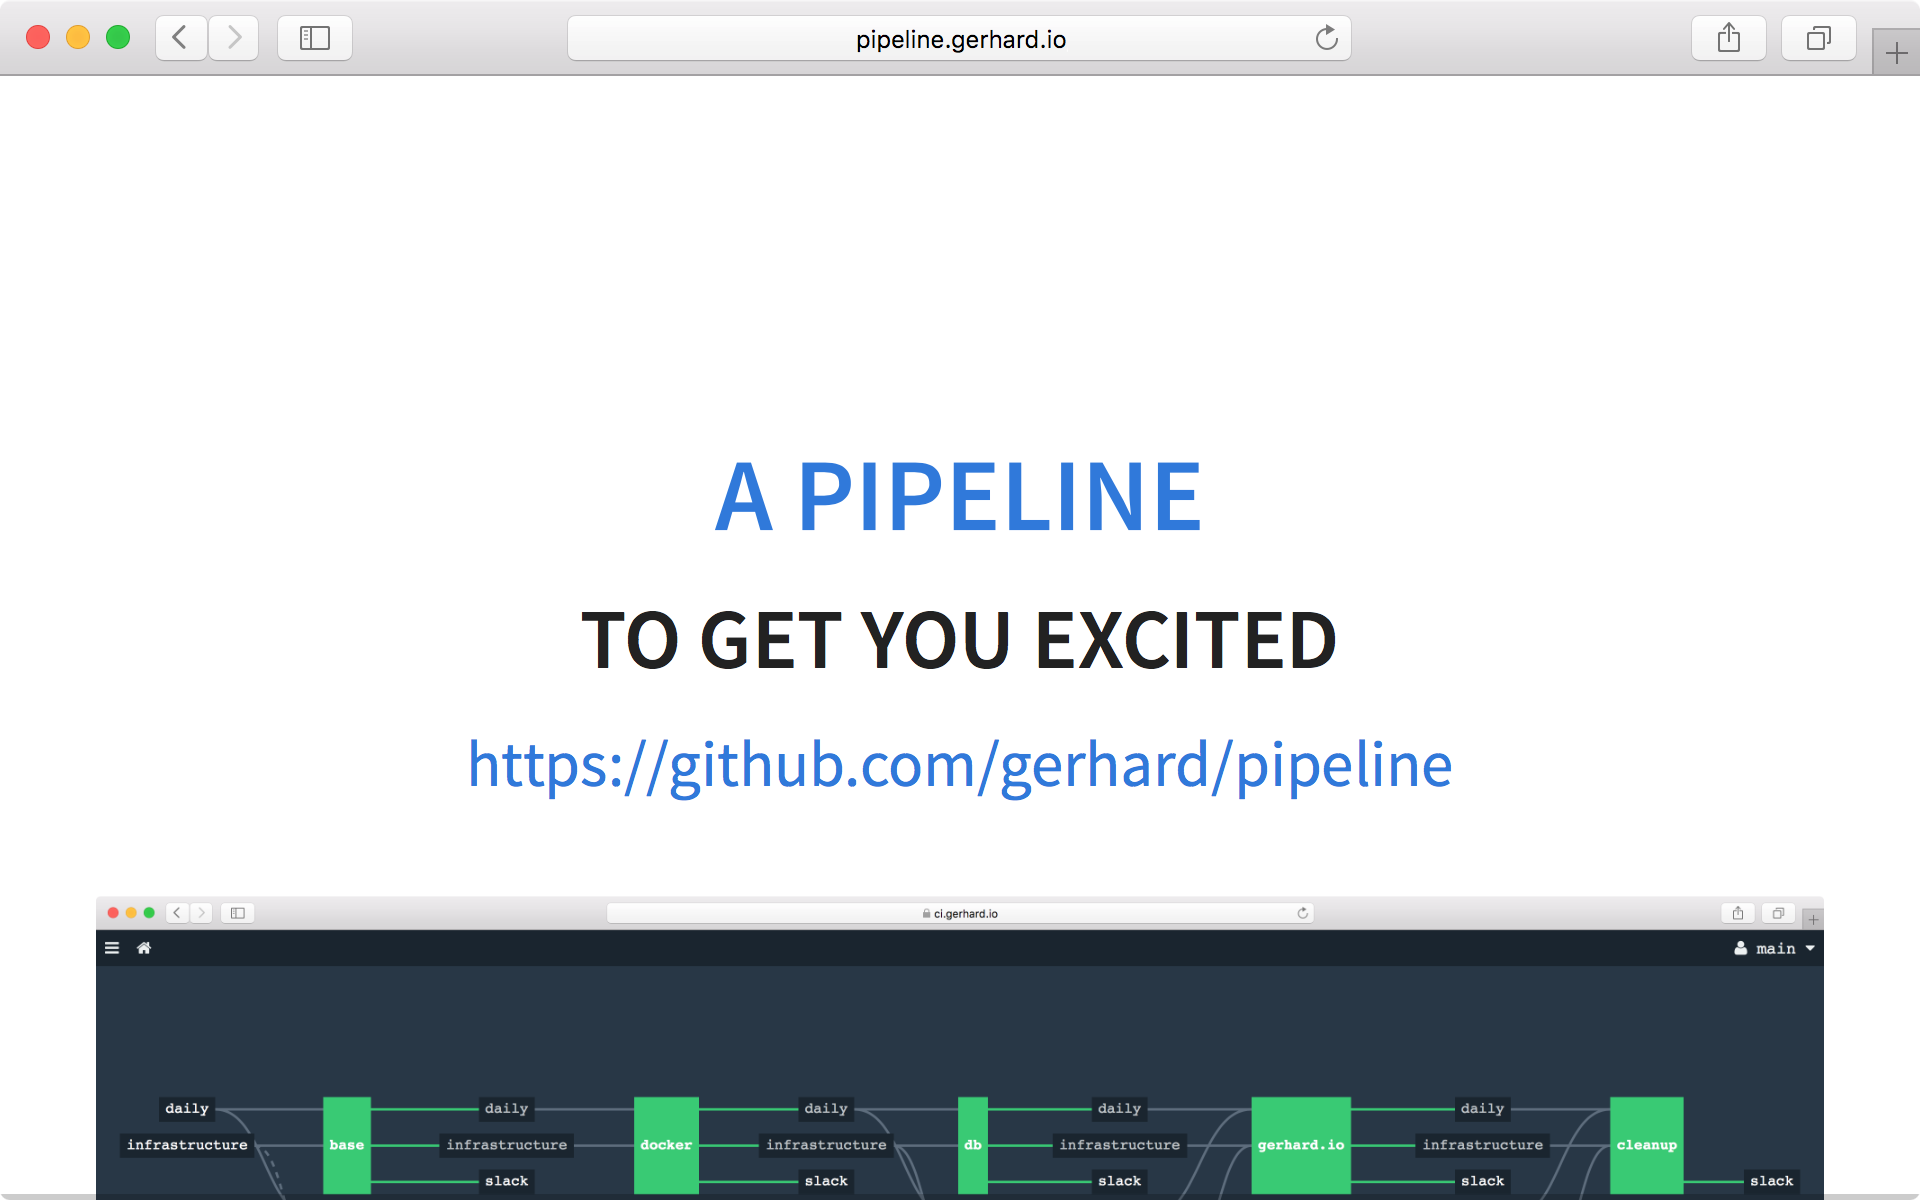 pipeline.gerhard.io
A PIPELINE
TO GET YOU EXCITED
https://github.com/gerhard/pipeline
ci.gerhard.io
main
daily daily daily daily daily
infrastructure base infrastructure docker infrastructure db infrastructure gerhard.io infrastructure cleanup
slack slack slack slack slack